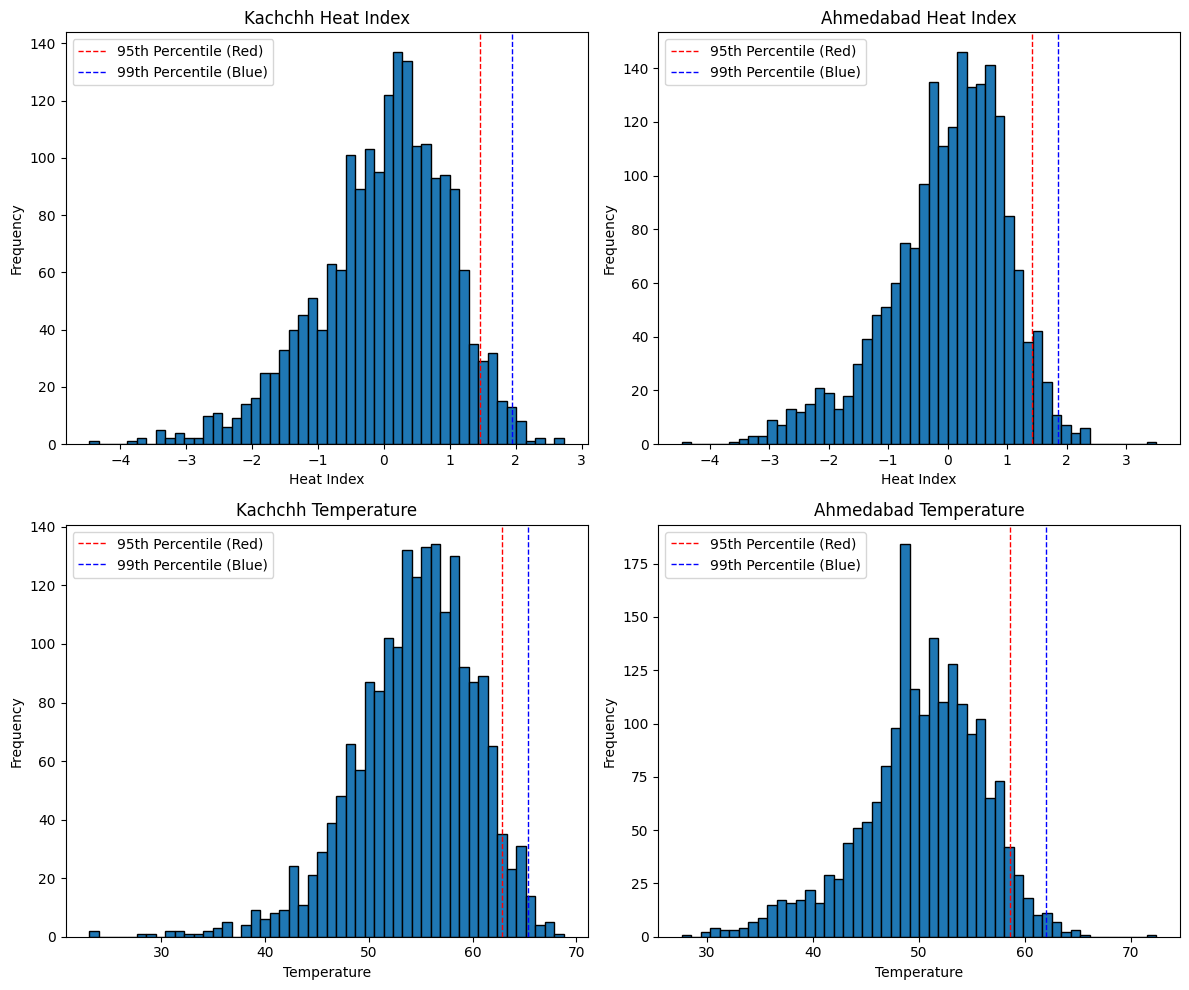 Kachchh Heat Index
95th Percentile (Red)
99th Percentile (Blue)
140
120
100
80
60
40
20
0
Frequency
−4
−3
−2
−1
0
1
2
3
Heat Index
Ahmedabad Heat Index
95th Percentile (Red)
99th Percentile (Blue)
140
120
100
80
60
40
20
0
Frequency
−4
−3
−2
−1
0
1
2
3
Heat Index
Kachchh Temperature
95th Percentile (Red)
99th Percentile (Blue)
140
120
100
80
60
40
20
0
Frequency
30
40
50
60
70
Temperature
Ahmedabad Temperature
95th Percentile (Red)
99th Percentile (Blue)
175
150
125
100
75
50
25
0
Frequency
30
40
50
60
70
Temperature